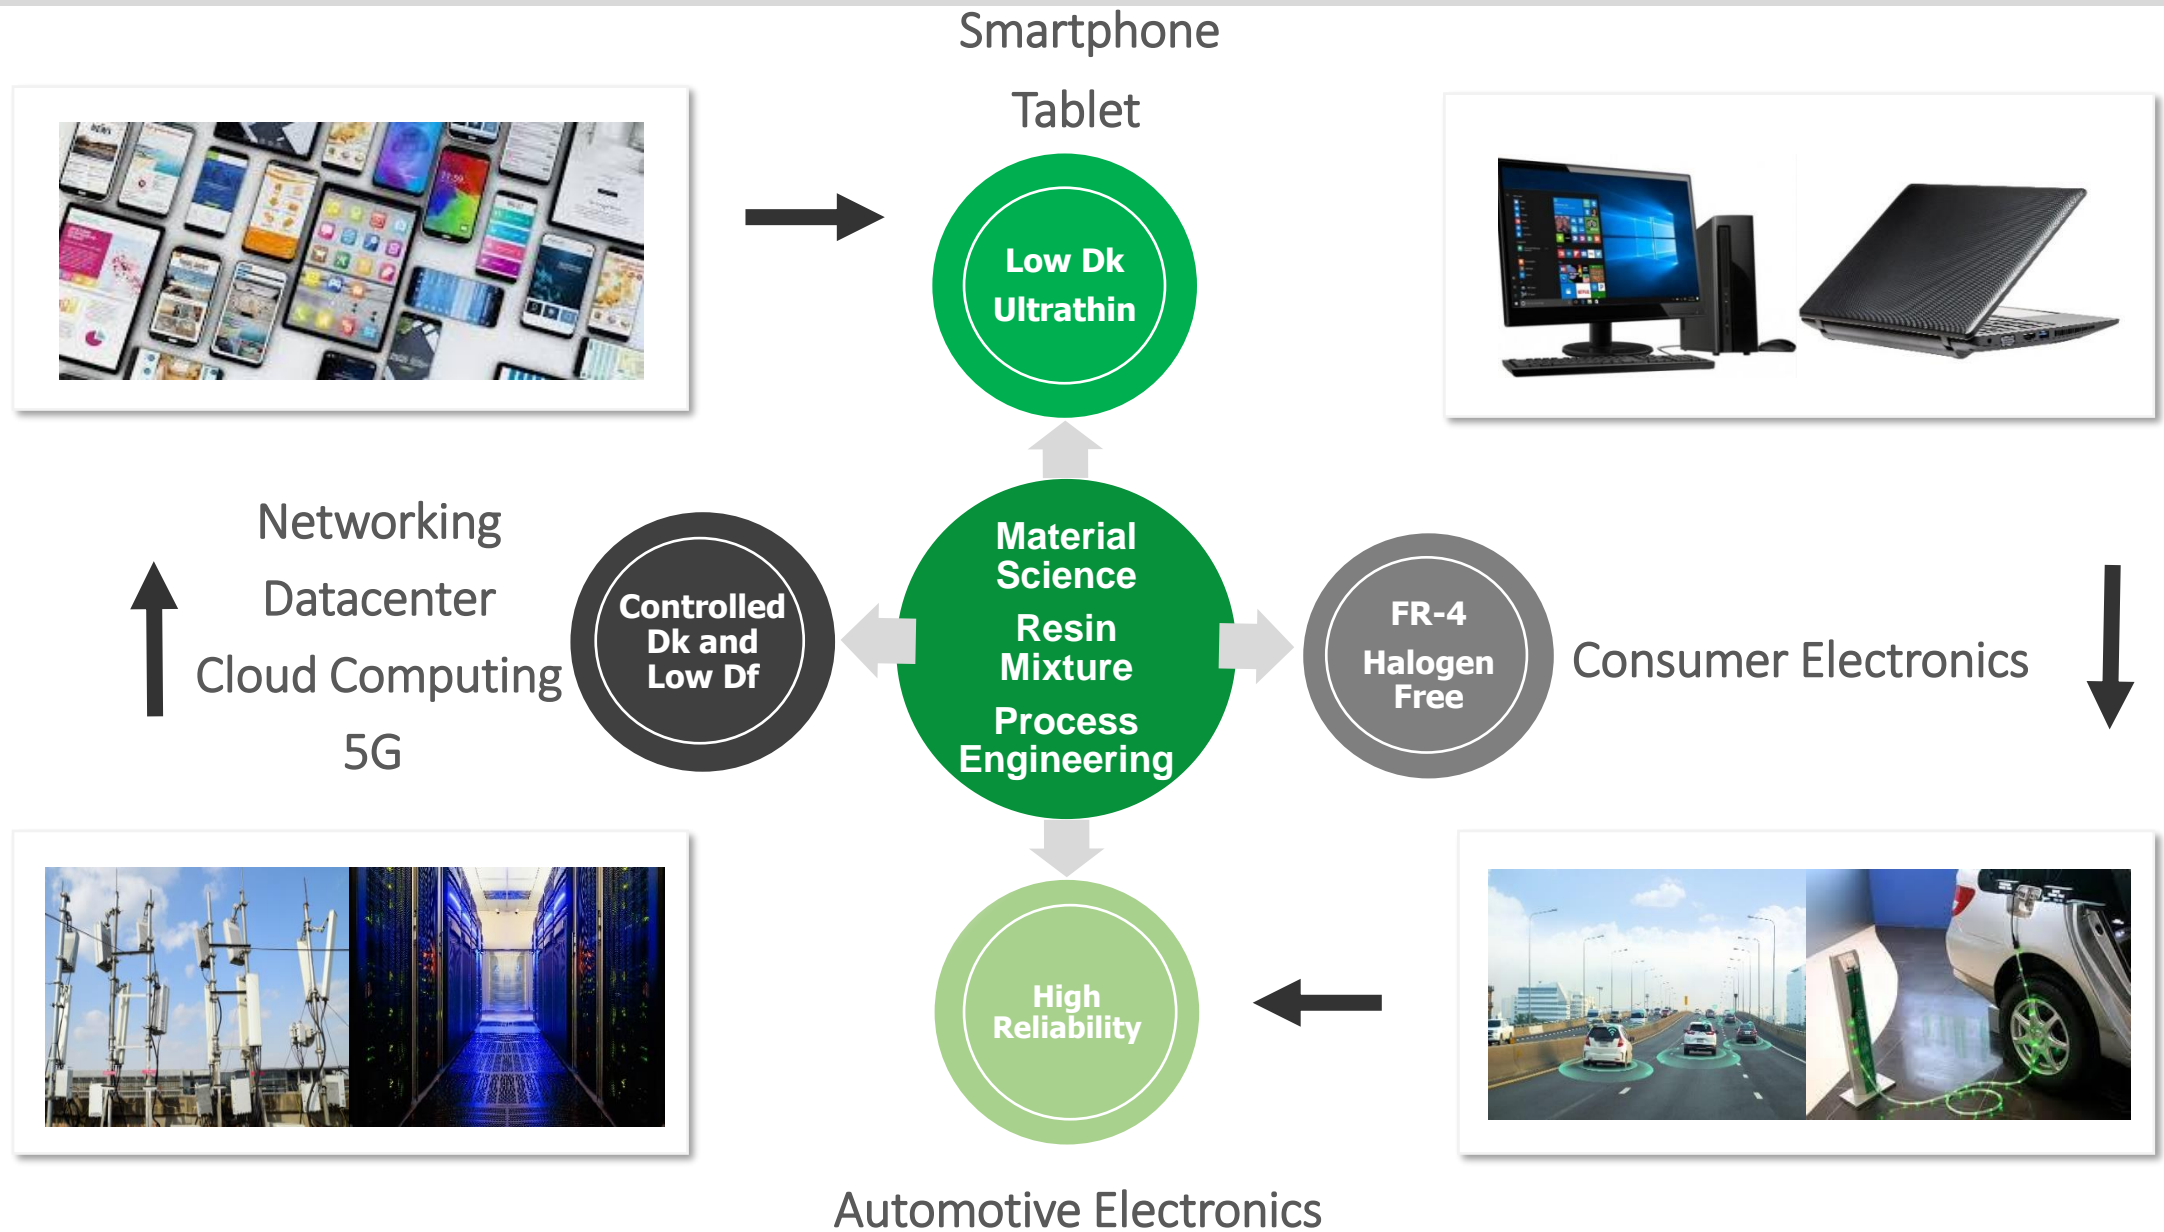 Smartphone
Tablet
Low Dk
Ultrathin
Networking
Datacenter
Cloud Computing
5G
Controlled
Dk and
Low Df
Material
Science
Resin
Mixture
Process
Engineering
FR-4
Halogen
Free
Consumer Electronics
High
Reliability
Automotive Electronics